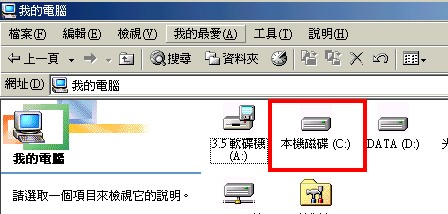 我的電腦
檔案(F) 編輯(E) 檢視(V) 我的最愛(A) 工具(T) 說明(H)
上一頁 搜尋 資料夾
網址(D) 我的電腦
3.5 軟碟機 (A:)
本機磁碟 (C:)
DATA (D:)
我的電腦
請選取一個項目來檢視它的說明。